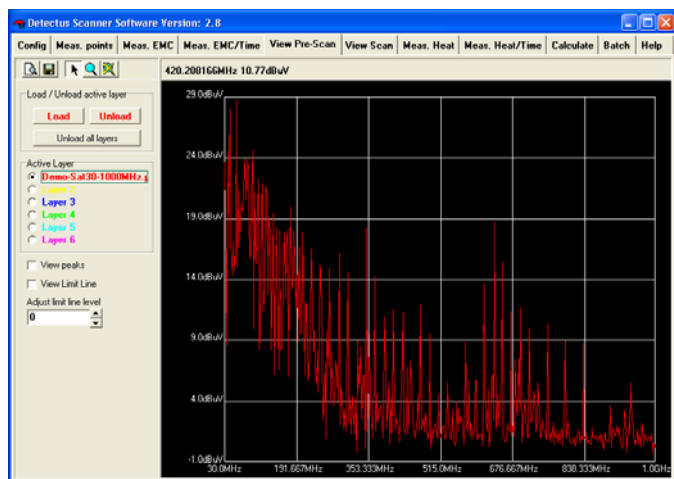 Detectus Scanner Software Version: 2.8
Config Meas. points Meas. EMC Meas. EMC/Time View Pre-Scan View Scan Meas. Heat Meas. Heat/Time Calculate Batch Help
420.200166MHz 10.77dBuV
Load / Unload active layer
Load Unload
Unload all layers
Active Layer
Demo-Sat30-1000MHz.
Layer 2
Layer 3
Layer 4
Layer 5
Layer 6
View peaks
View Limit Line
Adjust limit line level
0
29.0dBuV
24.0dBuV
19.0dBuV
14.0dBuV
9.0dBuV
4.0dBuV
-1.0dBuV
30.0MHz 191.667MHz 353.333MHz 515.0MHz 676.667MHz 838.333MHz 1.0GHz